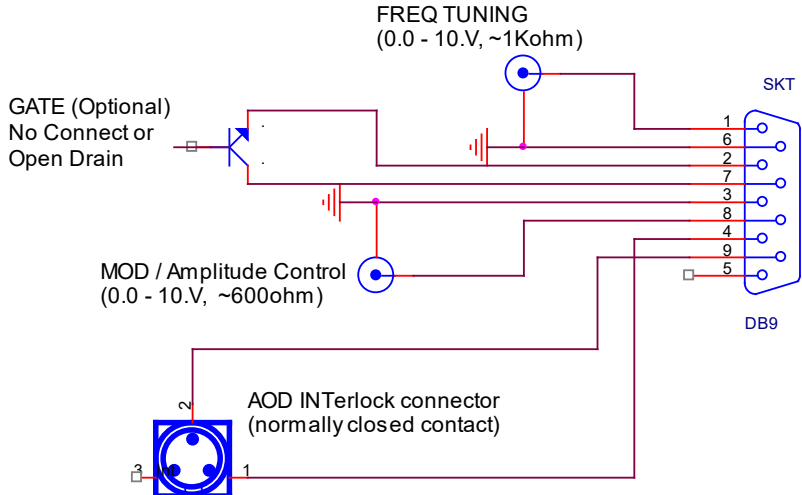 FREQ TUNING
(0.0 - 10.V, ~1Kohm)
SKT
GATE (Optional)
No Connect or
Open Drain
.
.
1
6
2
7
3
8
4
9
5
MOD / Amplitude Control
(0.0 - 10.V, ~600ohm)
DB9
AOD INTerlock connector
(normally closed contact)
2
3
1